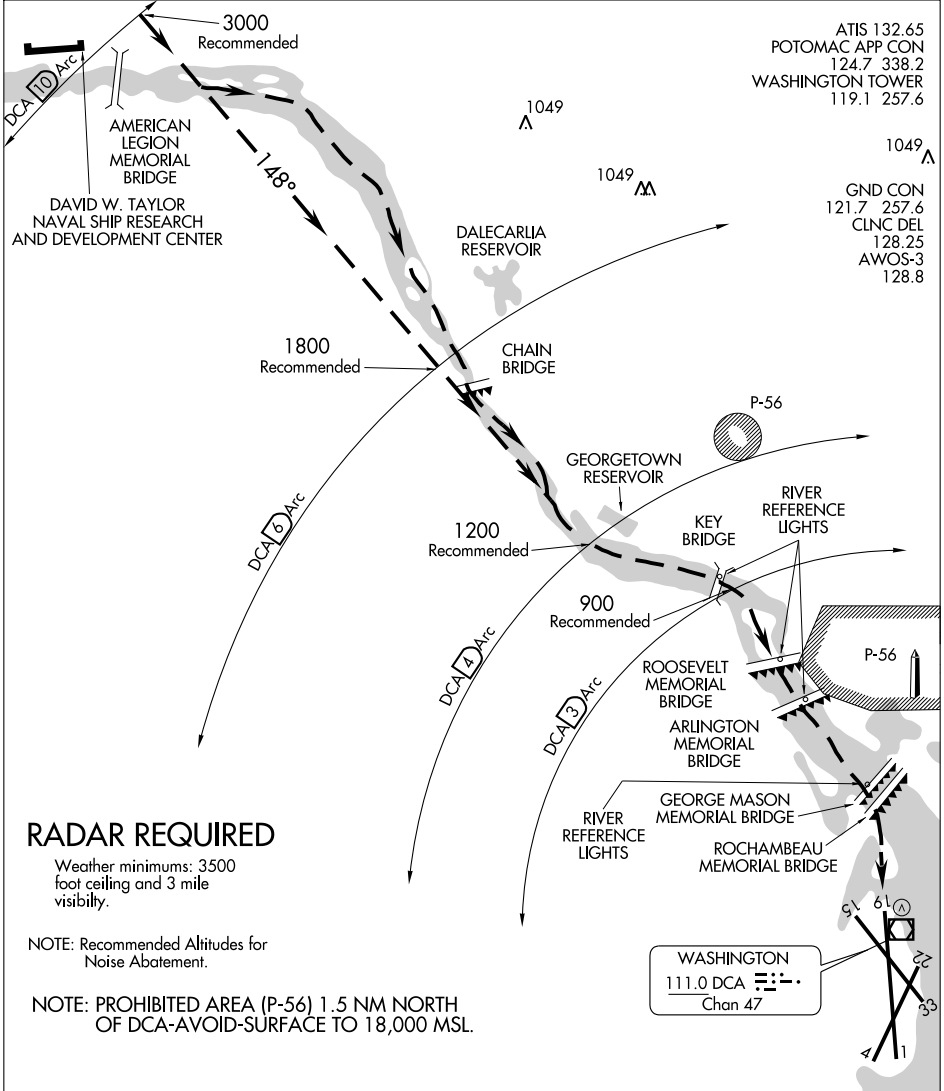 3000
Recommended
ATIS 132.65
POTOMAC APP CON
124.7 338.2
WASHINGTON TOWER
119.1 257.6
DCA 10 Arc
AMERICAN
LEGION
MEMORIAL
BRIDGE
1049
1049
1049
DAVID W. TAYLOR
NAVAL SHIP RESEARCH
AND DEVELOPMENT CENTER
148°
GND CON
121.7 257.6
CLNC DEL
128.25
AWOS-3
128.8
DALECARLIA
RESERVOIR
1800
Recommended
CHAIN
BRIDGE
P-56
DCA 6 Arc
GEORGETOWN
RESERVOIR
RIVER
REFERENCE
LIGHTS
KEY
BRIDGE
1200
Recommended
900
Recommended
DCA 4 Arc
DCA 3 Arc
P-56
ROOSEVELT
MEMORIAL
BRIDGE
ARLINGTON
MEMORIAL
BRIDGE
RIVER
REFERENCE
LIGHTS
GEORGE MASON
MEMORIAL BRIDGE
ROCHAMBEAU
MEMORIAL BRIDGE
RADAR REQUIRED
Weather minimums: 3500
foot ceiling and 3 mile
visibilty.
NOTE: Recommended Altitudes for
Noise Abatement.
NOTE: PROHIBITED AREA (P-56) 1.5 NM NORTH
OF DCA-AVOID-SURFACE TO 18,000 MSL.
15
19
V
22
33
4
1
WASHINGTON
111.0 DCA
Chan 47